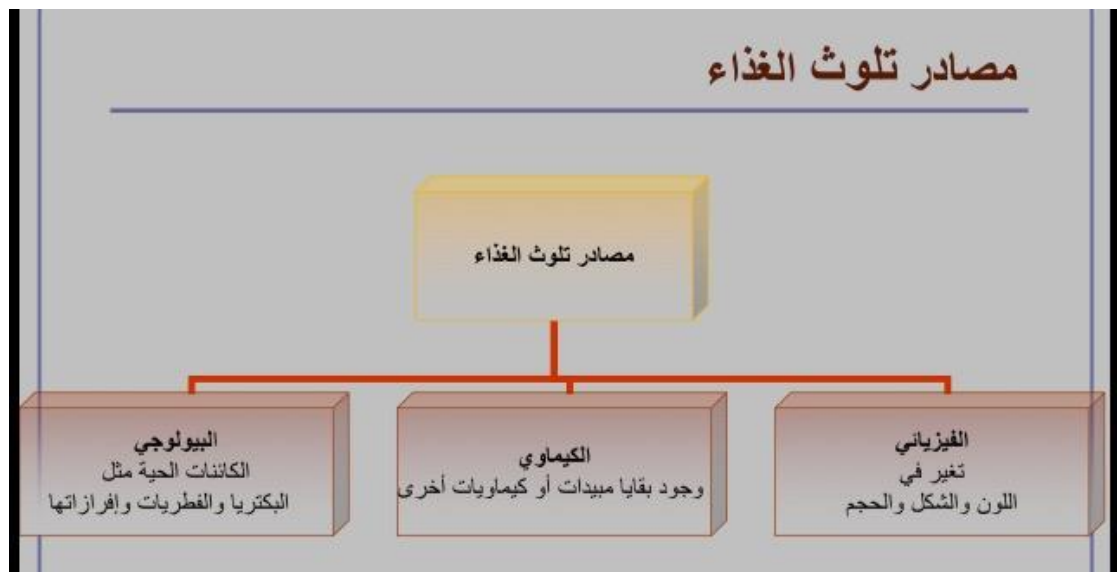 مصادر تلوث الغذاء
مصادر تلوث الغذاء
الفيزيائي
تغير في
اللون والشكل والحجم
الكيماوي
وجود بقايا مبيدات أو كيماويات أخرى
البيولوجي
الكائنات الحية مثل
البكتريا والفطريات وإفرازاتها